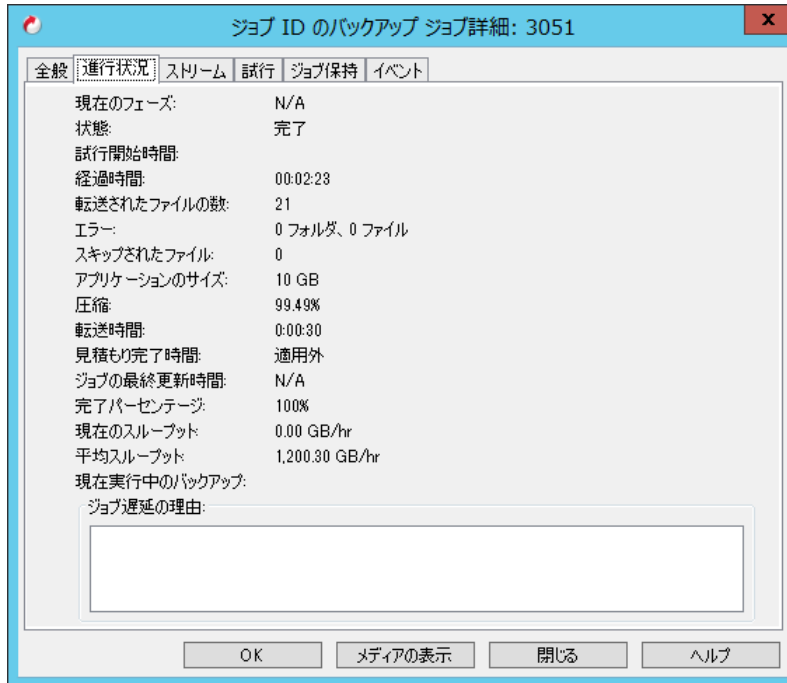 ジョブ ID のバックアップ ジョブ詳細: 3051
x
全般 進行状況 ストリーム 試行 ジョブ保持 イベント
現在のフェーズ: N/A
状態: 完了
試行開始時間:
経過時間: 00:02:23
転送されたファイルの数: 21
エラー: 0 フォルダ、0 ファイル
スキップされたファイル: 0
アプリケーションのサイズ: 10 GB
圧縮: 99.49%
転送時間: 0:00:30
見積もり完了時間: 適用外
ジョブの最終更新時間: N/A
完了パーセンテージ: 100%
現在のスループット: 0.00 GB/hr
平均スループット: 1,200.30 GB/hr
現在実行中のバックアップ:
ジョブ遅延の理由:
OK メディアの表示 閉じる ヘルプ